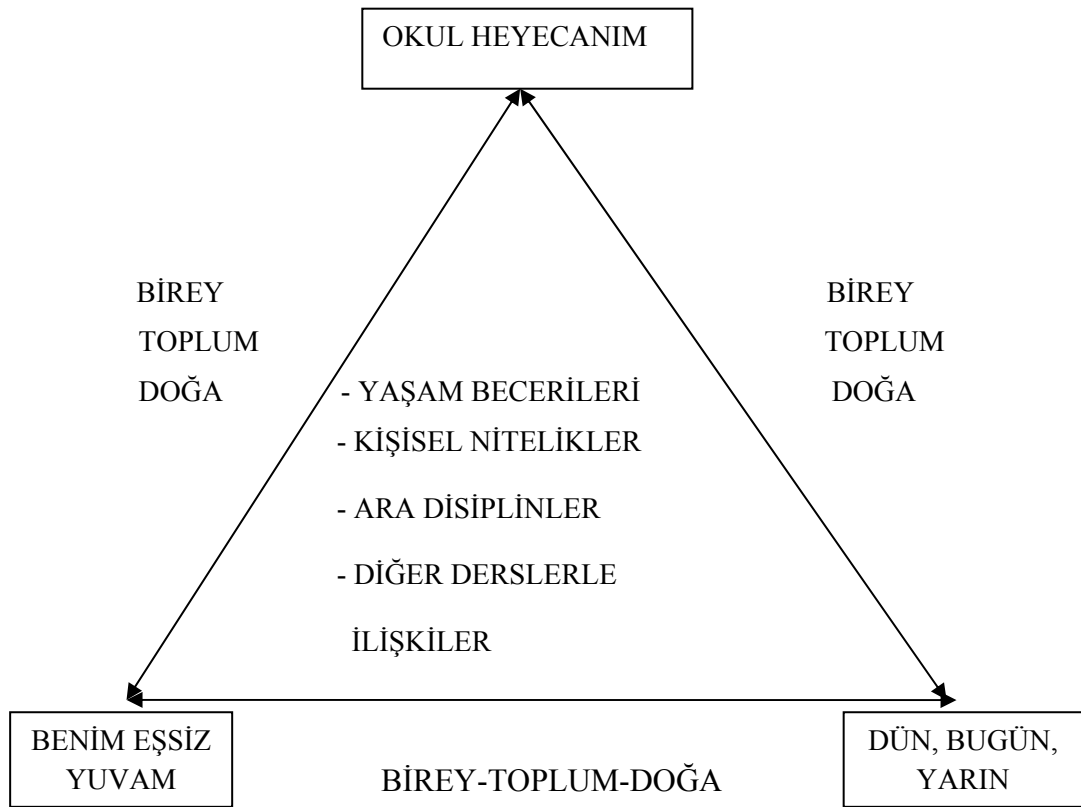 OKUL HEYECANIM
BİREY
TOPLUM
DOĞA
BİREY
TOPLUM
DOĞA
- YAŞAM BECERİLERİ
- KİŞİSEL NİTELİKLER
- ARA DISİPLİNLER
- DİĞER DERSLERLE
İLİŞKİLER
BENİM EŞSİZ
YUVAM
BİREY-TOPLUM-DOĞA
DÜN, BUGÜN,
YARIN